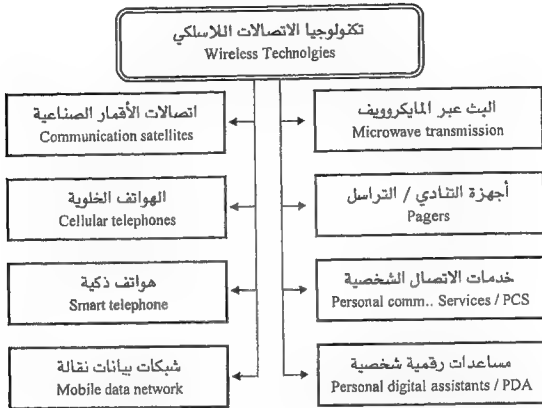 تكنولوجيا الاتصالات اللاسلكي
Wireless Technolgies
البث عبر المايكروويف
Microwave transmission
اتصالات الأقمار الصناعية
Communication satellites
أجهزة التنادي / التراسل
Pagers
الهواتف الخلوية
Cellular telephones
خدمات الاتصال الشخصية
Personal comm.. Services / PCS
هواتف ذكية
Smart telephone
مساعدات رقمية شخصية
Personal digital assistants / PDA
شبكات بيانات نقالة
Mobile data network